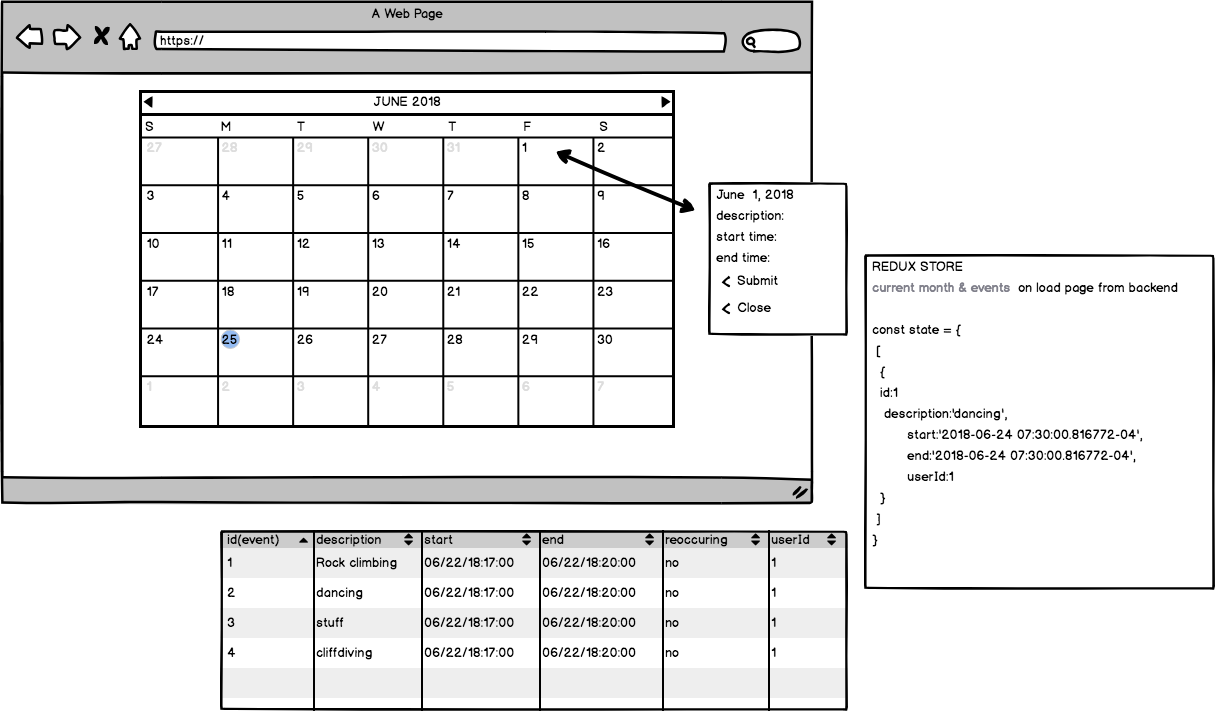 A Web Page
https://
JUNE 2018
S M T W T F S
27 28 29 30 31 1 2
3 4 5 6 7 8 9
10 11 12 13 14 15 16
17 18 19 20 21 22 23
24 25 26 27 28 29 30
1 2 3 4 5 6 7
June 1, 2018
description:
start time:
end time:
< Submit
< Close
REDUX STORE
current month & events on load page from backend
const state = {
[
{
id:1
description:'dancing',
start:'2018-06-24 07:30:00.816772-04',
end:'2018-06-24 07:30:00.816772-04',
userId:1
}
]
}
id(event) description start end reoccuring userId
1 Rock climbing 06/22/18:17:00 06/22/18:20:00 no 1
2 dancing 06/22/18:17:00 06/22/18:20:00 no 1
3 stuff 06/22/18:17:00 06/22/18:20:00 no 1
4 cliffdiving 06/22/18:17:00 06/22/18:20:00 no 1